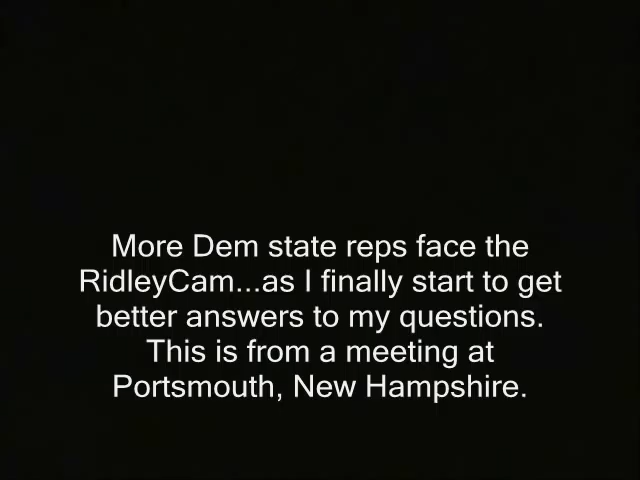 More Dem state reps face the
RidleyCam...as I finally start to get
better answers to my questions.
This is from a meeting at
Portsmouth, New Hampshire.